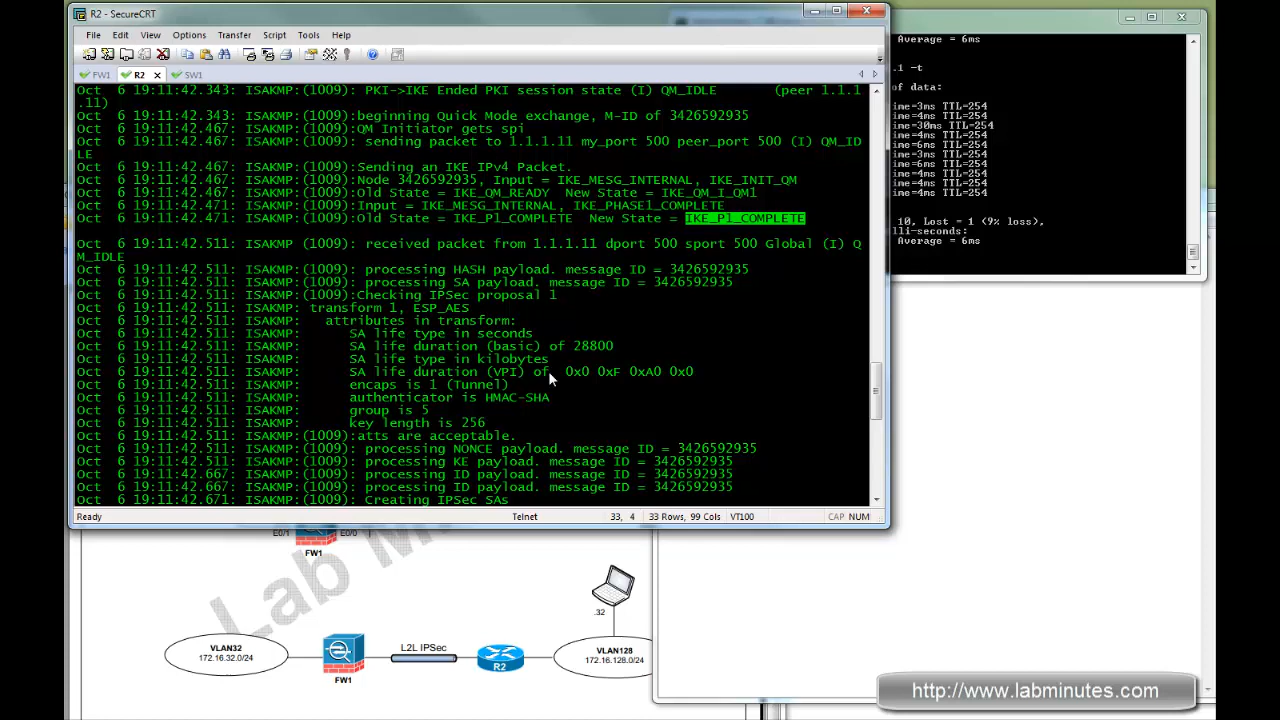 R2 - SecureCRT
File Edit View Options Transfer Script Tools Help
FW1 R2 SW1
Oct  6 19:11:42.343: ISAKMP:(1009): PKI->IKE Ended PKI session state (I) QM_IDLE       (peer 1.1.1
.11)
Oct  6 19:11:42.343: ISAKMP:(1009):beginning Quick Mode exchange, M-ID of 3426592935
Oct  6 19:11:42.467: ISAKMP:(1009):QM Initiator gets spi
Oct  6 19:11:42.467: ISAKMP:(1009): sending packet to 1.1.1.11 my_port 500 peer_port 500 (I) QM_ID
LE
Oct  6 19:11:42.467: ISAKMP:(1009):Sending an IKE IPv4 Packet.
Oct  6 19:11:42.467: ISAKMP:(1009):Node 3426592935, Input = IKE_MESG_INTERNAL, IKE_INIT_QM
Oct  6 19:11:42.467: ISAKMP:(1009):Old State = IKE_QM_READY  New State = IKE_QM_I_QM1
Oct  6 19:11:42.471: ISAKMP:(1009):Input = IKE_MESG_INTERNAL, IKE_PHASE1_COMPLETE
Oct  6 19:11:42.471: ISAKMP:(1009):Old State = IKE_P1_COMPLETE  New State = IKE_P1_COMPLETE
Oct  6 19:11:42.511: ISAKMP:(1009): received packet from 1.1.1.11 dport 500 sport 500 Global (I) Q
M_IDLE
Oct  6 19:11:42.511: ISAKMP:(1009): processing HASH payload. message ID = 3426592935
Oct  6 19:11:42.511: ISAKMP:(1009): processing SA payload. message ID = 3426592935
Oct  6 19:11:42.511: ISAKMP:(1009):Checking IPSec proposal 1
Oct  6 19:11:42.511: ISAKMP: transform 1, ESP_AES
Oct  6 19:11:42.511: ISAKMP:   attributes in transform:
Oct  6 19:11:42.511: ISAKMP:      SA life type in seconds
Oct  6 19:11:42.511: ISAKMP:      SA life duration (basic) of 28800
Oct  6 19:11:42.511: ISAKMP:      SA life type in kilobytes
Oct  6 19:11:42.511: ISAKMP:      SA life duration (VPI) of  0x0 0xF 0xA0 0x0
Oct  6 19:11:42.511: ISAKMP:      encaps is 1 (Tunnel)
Oct  6 19:11:42.511: ISAKMP:      authenticator is HMAC-SHA
Oct  6 19:11:42.511: ISAKMP:      group is 5
Oct  6 19:11:42.511: ISAKMP:      key length is 256
Oct  6 19:11:42.511: ISAKMP:(1009):atts are acceptable.
Oct  6 19:11:42.511: ISAKMP:(1009): processing NONCE payload. message ID = 3426592935
Oct  6 19:11:42.511: ISAKMP:(1009): processing KE payload. message ID = 3426592935
Oct  6 19:11:42.667: ISAKMP:(1009): processing ID payload. message ID = 3426592935
Oct  6 19:11:42.667: ISAKMP:(1009): processing ID payload. message ID = 3426592935
Oct  6 19:11:42.671: ISAKMP:(1009): Creating IPSec SAs
Ready Telnet 33, 4 33 Rows, 99 Cols VT100 CAP NUM
Average = 6ms
.1 -t
of data:
ime=3ms TTL=254
ime=4ms TTL=254
ime=30ms TTL=254
ime=4ms TTL=254
ime=6ms TTL=254
ime=3ms TTL=254
ime=6ms TTL=254
ime=4ms TTL=254
ime=4ms TTL=254
ime=4ms TTL=254
10, Lost = 1 (9% loss),
lli-seconds:
Average = 6ms
E0/1 E0/0
FW1
Lab M
.32
VLAN32
172.16.32.0/24
FW1
L2L IPSec
R2
VLAN128
172.16.128.0/24
http://www.labminutes.com